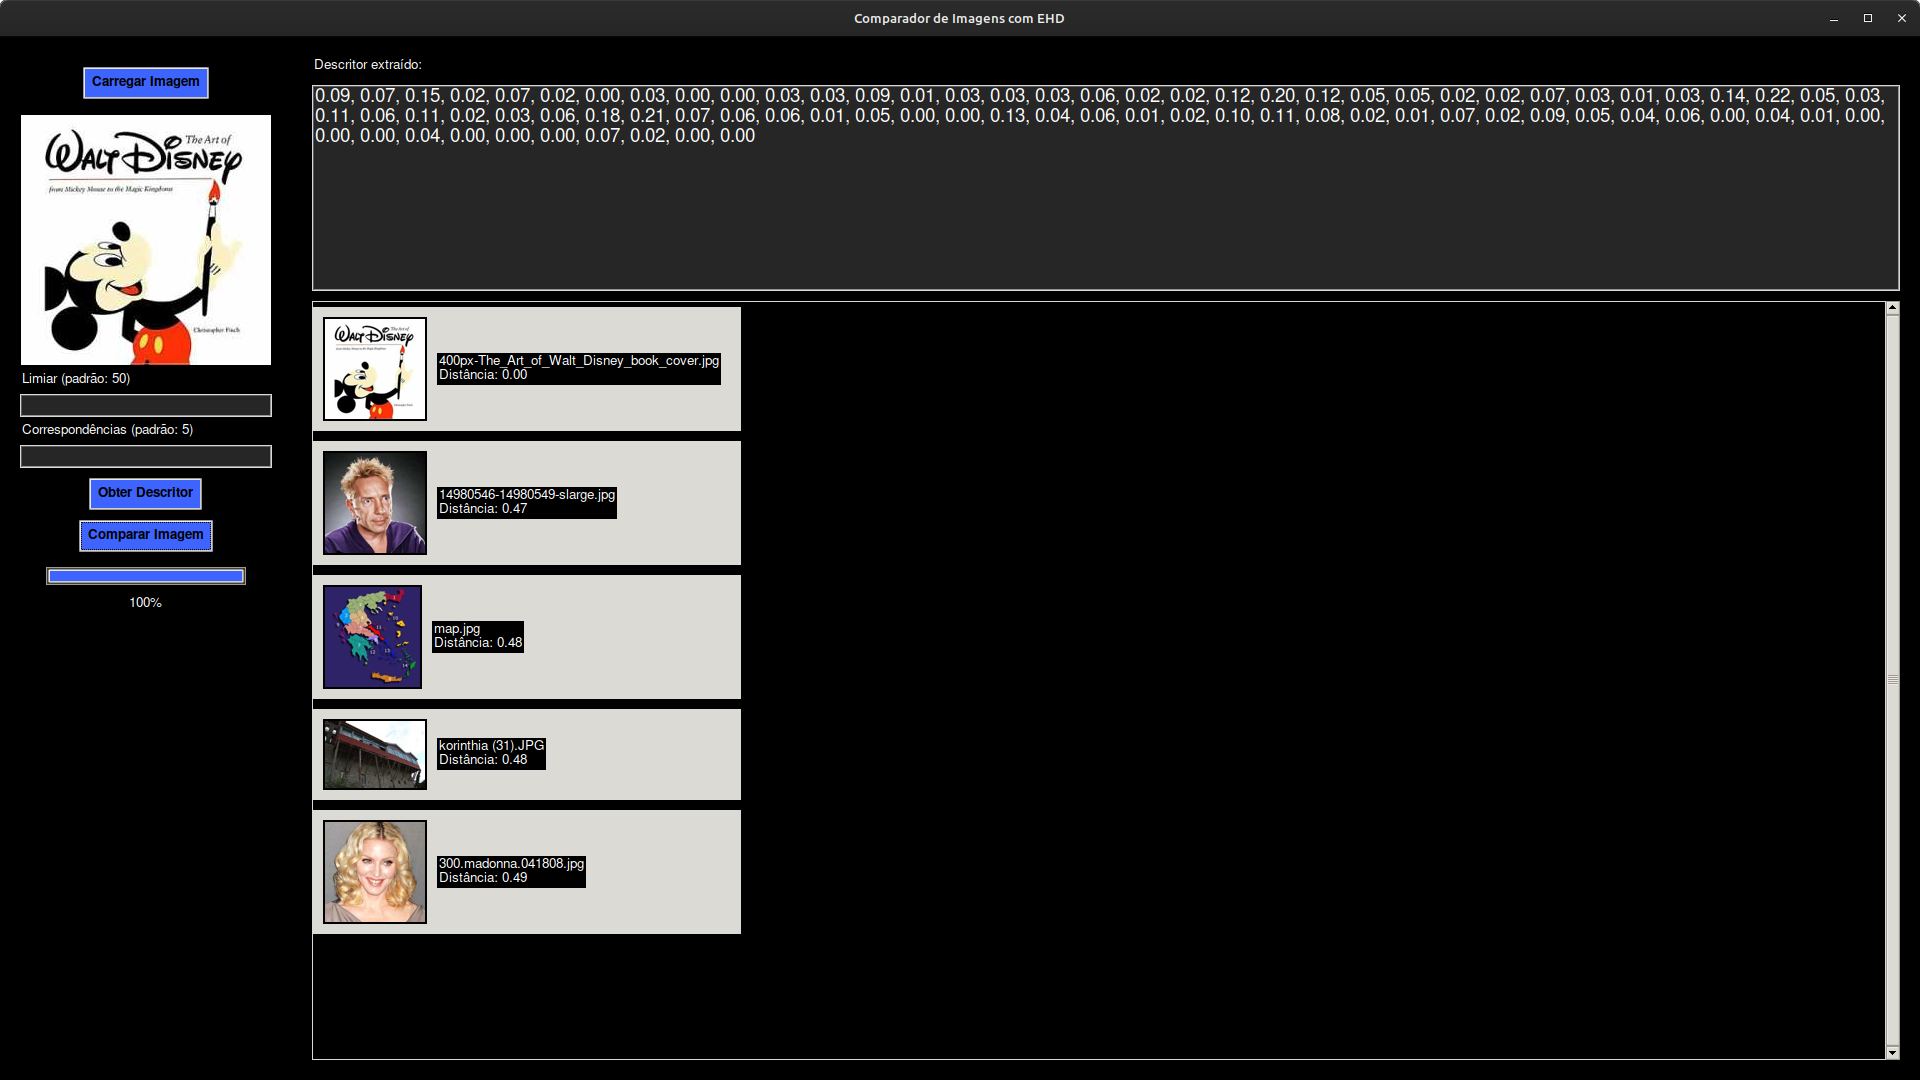 Comparador de Imagens com EHD
Carregar Imagem
The Art of
WALT DISNEY
from Mickey Mouse to the Magic Kingdoms
Christopher Finch
Limiar (padrão: 50)
Correspondências (padrão: 5)
Obter Descritor
Comparar Imagem
100%
Descritor extraído:
0.09, 0.07, 0.15, 0.02, 0.07, 0.02, 0.00, 0.03, 0.00, 0.00, 0.03, 0.03, 0.09, 0.01, 0.03, 0.03, 0.03, 0.06, 0.02, 0.02, 0.12, 0.20, 0.12, 0.05, 0.05, 0.02, 0.02, 0.07, 0.03, 0.01, 0.03, 0.14, 0.22, 0.05, 0.03,
0.11, 0.06, 0.11, 0.02, 0.03, 0.06, 0.18, 0.21, 0.07, 0.06, 0.06, 0.01, 0.05, 0.00, 0.00, 0.13, 0.04, 0.06, 0.01, 0.02, 0.10, 0.11, 0.08, 0.02, 0.01, 0.07, 0.02, 0.09, 0.05, 0.04, 0.06, 0.00, 0.04, 0.01, 0.00,
0.00, 0.00, 0.04, 0.00, 0.00, 0.00, 0.07, 0.02, 0.00, 0.00
The Art of
WALT DISNEY
400px-The_Art_of_Walt_Disney_book_cover.jpg
Distância: 0.00
14980546-14980549-slarge.jpg
Distância: 0.47
map.jpg
Distância: 0.48
korinthia (31).JPG
Distância: 0.48
300.madonna.041808.jpg
Distância: 0.49